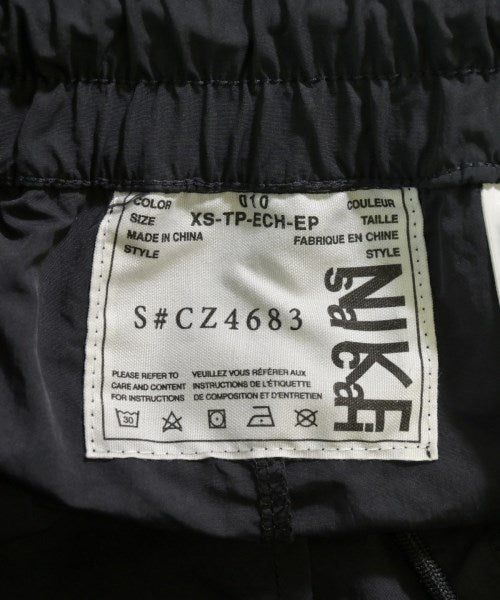 COLOR 010 COULEUR
SIZE XS-TP-ECH-EP TAILLE
MADE IN CHINA FABRIQUE EN CHINE
STYLE STYLE
S#CZ4683
NIKE
sacai
PLEASE REFER TO VEUILLEZ VOUS RÉFÉRER AUX
CARE AND CONTENT INSTRUCTIONS DE L'ÉTIQUETTE
FOR INSTRUCTIONS DE COMPOSITION ET D'ENTRETIEN
30